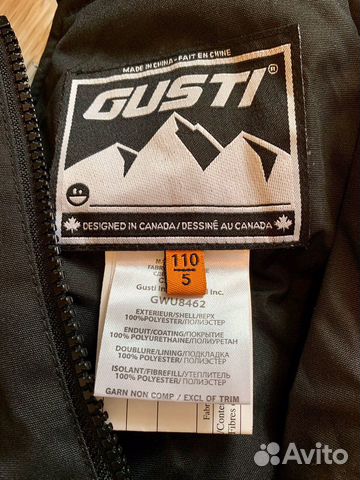 MADE IN CHINA - FAIT EN CHINE
GUSTI®
DESIGNED IN CANADA / DESSINÉ AU CANADA
110
5
Gusti Inc.
GWU8462
EXTERIEUR/SHELL/ВЕРХ
100%POLYESTER/ПОЛИЭСТЕР
ENDUIT/COATING/ПОКРЫТИЕ
100%POLYURETHANE/ПОЛИУРЕТАН
DOUBLURE/LINING/ПОДКЛАДКА
100%POLYESTER/ПОЛИЭСТЕР
ISOLANT/FIBREFILL/УТЕПЛИТЕЛЬ
100%POLYESTER/ПОЛИЭСТЕР
GARN NON COMP / EXCL OF TRIM
Fibres
Avito